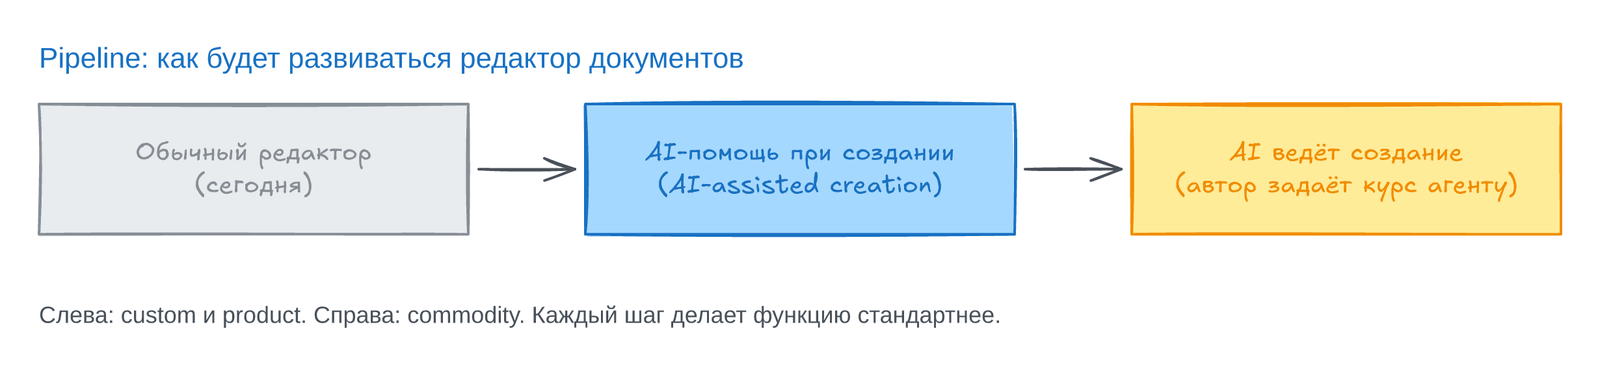 Pipeline: как будет развиваться редактор документов
Обычный редактор
(сегодня)
AI-помощь при создании
(AI-assisted creation)
AI ведёт создание
(автор задаёт курс агенту)
Слева: custom и product. Справа: commodity. Каждый шаг делает функцию стандартнее.